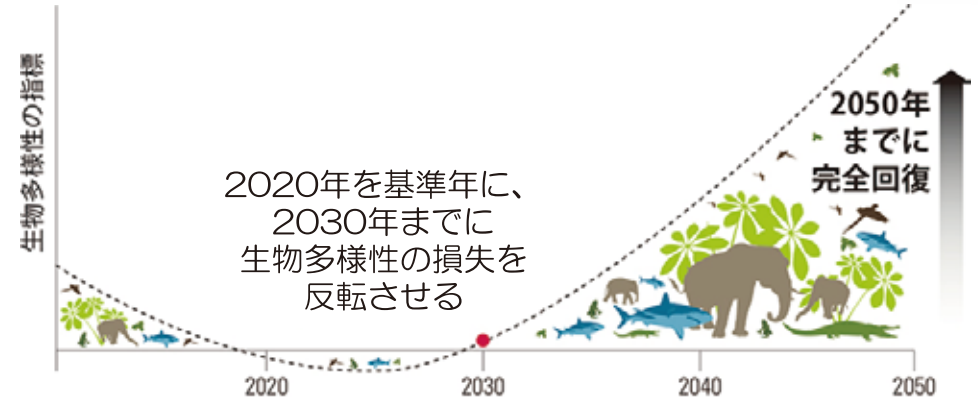 生物多様性の指標
2020年を基準年に、
2030年までに
生物多様性の損失を
反転させる
2050年
までに
完全回復
2020
2030
2040
2050